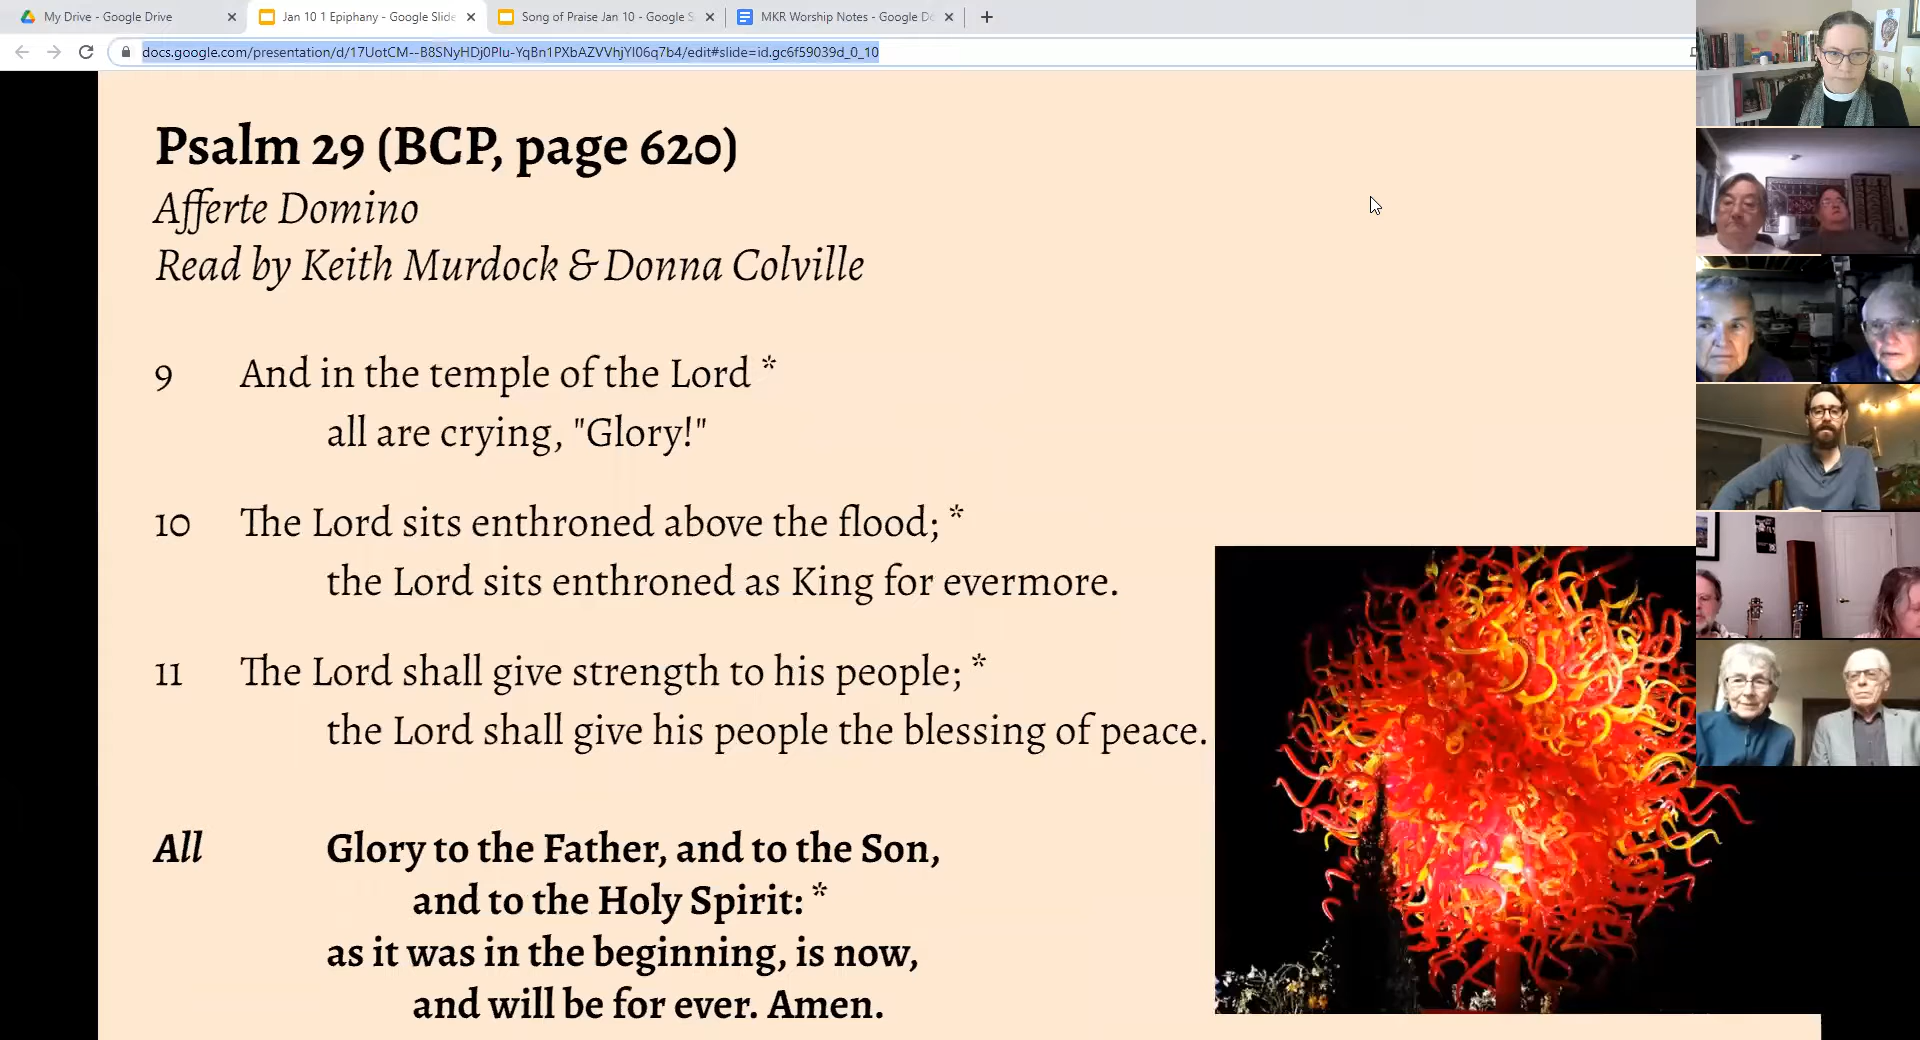 My Drive - Google Drive
Jan 10 1 Epiphany - Google Slide
Song of Praise Jan 10 - Google S
MKR Worship Notes - Google Do
docs.google.com/presentation/d/17UotCM--B8SNyHDj0Plu-YqBn1PXbAZVVhjYl06q7b4/edit#slide=id.gc6f59039d_0_10
Psalm 29 (BCP, page 620)
Afferte Domino
Read by Keith Murdock & Donna Colville
9 And in the temple of the Lord *
all are crying, "Glory!"
10 The Lord sits enthroned above the flood; *
the Lord sits enthroned as King for evermore.
11 The Lord shall give strength to his people; *
the Lord shall give his people the blessing of peace.
All Glory to the Father, and to the Son,
and to the Holy Spirit: *
as it was in the beginning, is now,
and will be for ever. Amen.